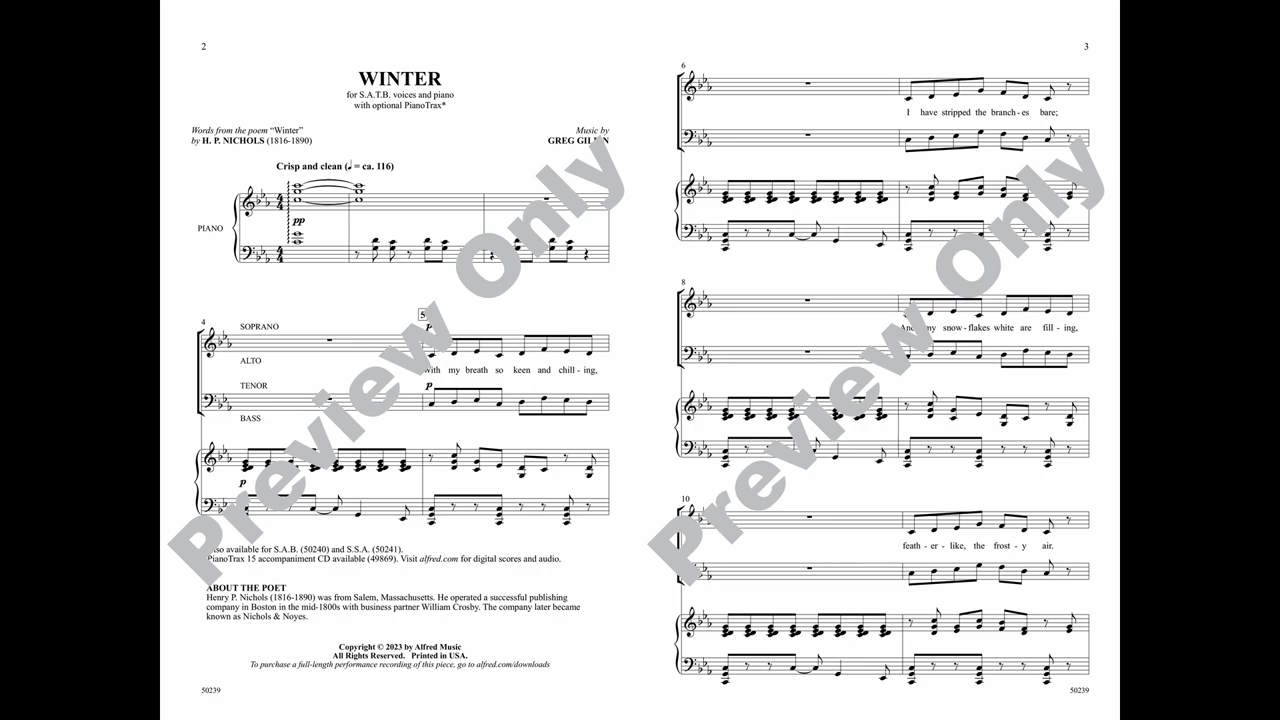 2
WINTER
for S.A.T.B. voices and piano
with optional PianoTrax*
Words from the poem “Winter”
by H. P. NICHOLS (1816-1890)
Music by
GREG
Crisp and clean (♩ = ca. 116)
PIANO
pp
4
SOPRANO
5
p
ALTO
with my breath so keen and chill - ing,
TENOR
p
BASS
p
Also available for S.A.B. (50240) and S.S.A. (50241).
PianoTrax 15 accompaniment CD available (49869). Visit alfred.com for digital scores and audio.
ABOUT THE POET
Henry P. Nichols (1816-1890) was from Salem, Massachusetts. He operated a successful publishing
company in Boston in the mid-1800s with business partner William Crosby. The company later became
known as Nichols & Noyes.
Copyright © 2023 by Alfred Music
All Rights Reserved. Printed in USA.
To purchase a full-length performance recording of this piece, go to alfred.com/downloads
50239
Preview Only
3
6
I have stripped the branch - es bare;
8
And my snow - flakes white are fill - ing,
10
feath - er - like, the frost - y air.
50239
Preview Only